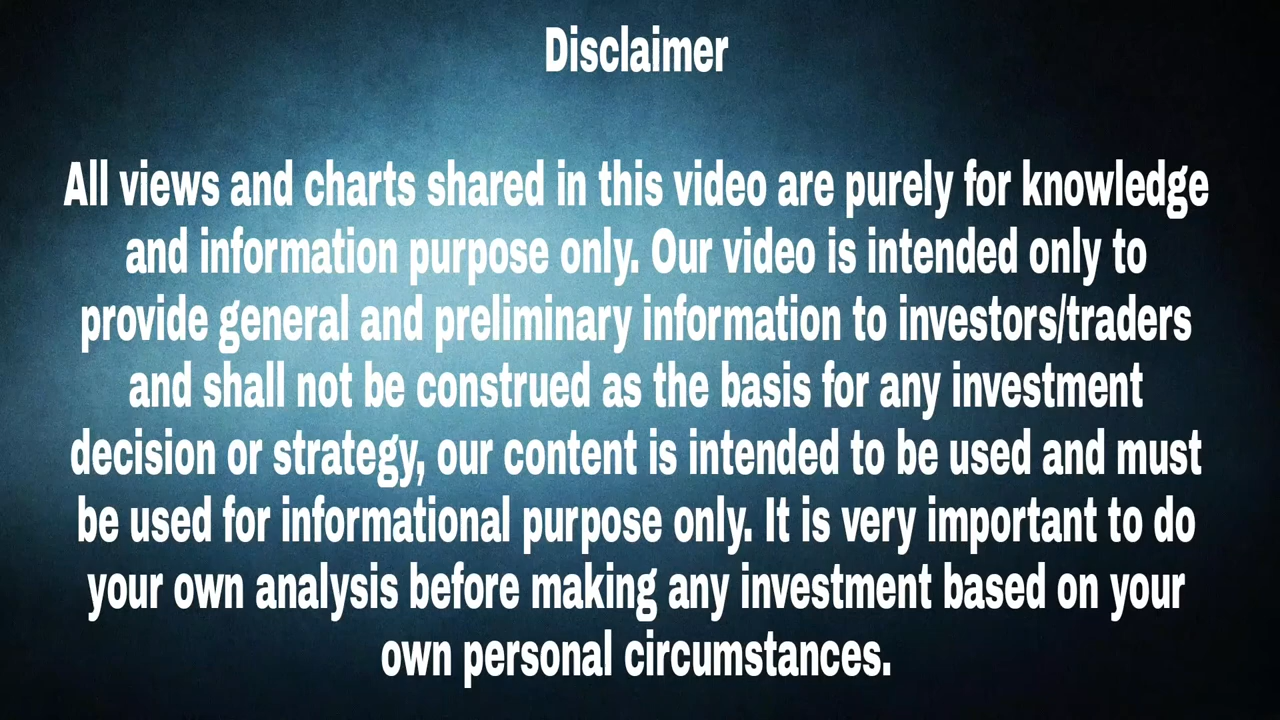 Disclaimer
All views and charts shared in this video are purely for knowledge
and information purpose only. Our video is intended only to
provide general and preliminary information to investors/traders
and shall not be construed as the basis for any investment
decision or strategy, our content is intended to be used and must
be used for informational purpose only. It is very important to do
your own analysis before making any investment based on your
own personal circumstances.